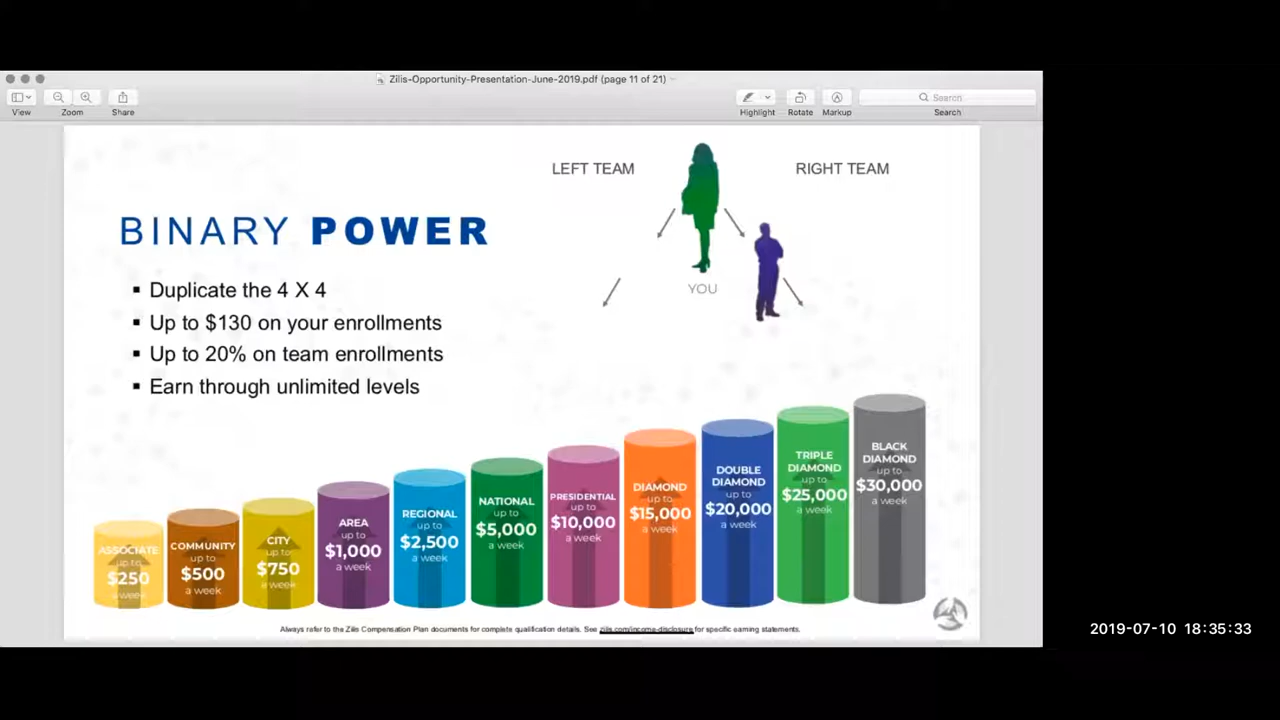 Zilis-Opportunity-Presentation-June-2019.pdf (page 11 of 21)
View
Zoom
Share
Highlight
Rotate
Markup
Search
Search
LEFT TEAM
RIGHT TEAM
YOU
BINARY POWER
▪ Duplicate the 4 X 4
▪ Up to $130 on your enrollments
▪ Up to 20% on team enrollments
▪ Earn through unlimited levels
ASSOCIATE
up to
$250
a week
COMMUNITY
up to
$500
a week
CITY
up to
$750
a week
AREA
up to
$1,000
a week
REGIONAL
up to
$2,500
a week
NATIONAL
up to
$5,000
a week
PRESIDENTIAL
up to
$10,000
a week
DIAMOND
up to
$15,000
a week
DOUBLE
DIAMOND
up to
$20,000
a week
TRIPLE
DIAMOND
up to
$25,000
a week
BLACK
DIAMOND
up to
$30,000
a week
Always refer to the Zilis Compensation Plan documents for complete qualification details. See zilis.com/income-disclosure for specific earning statements.
2019-07-10 18:35:33